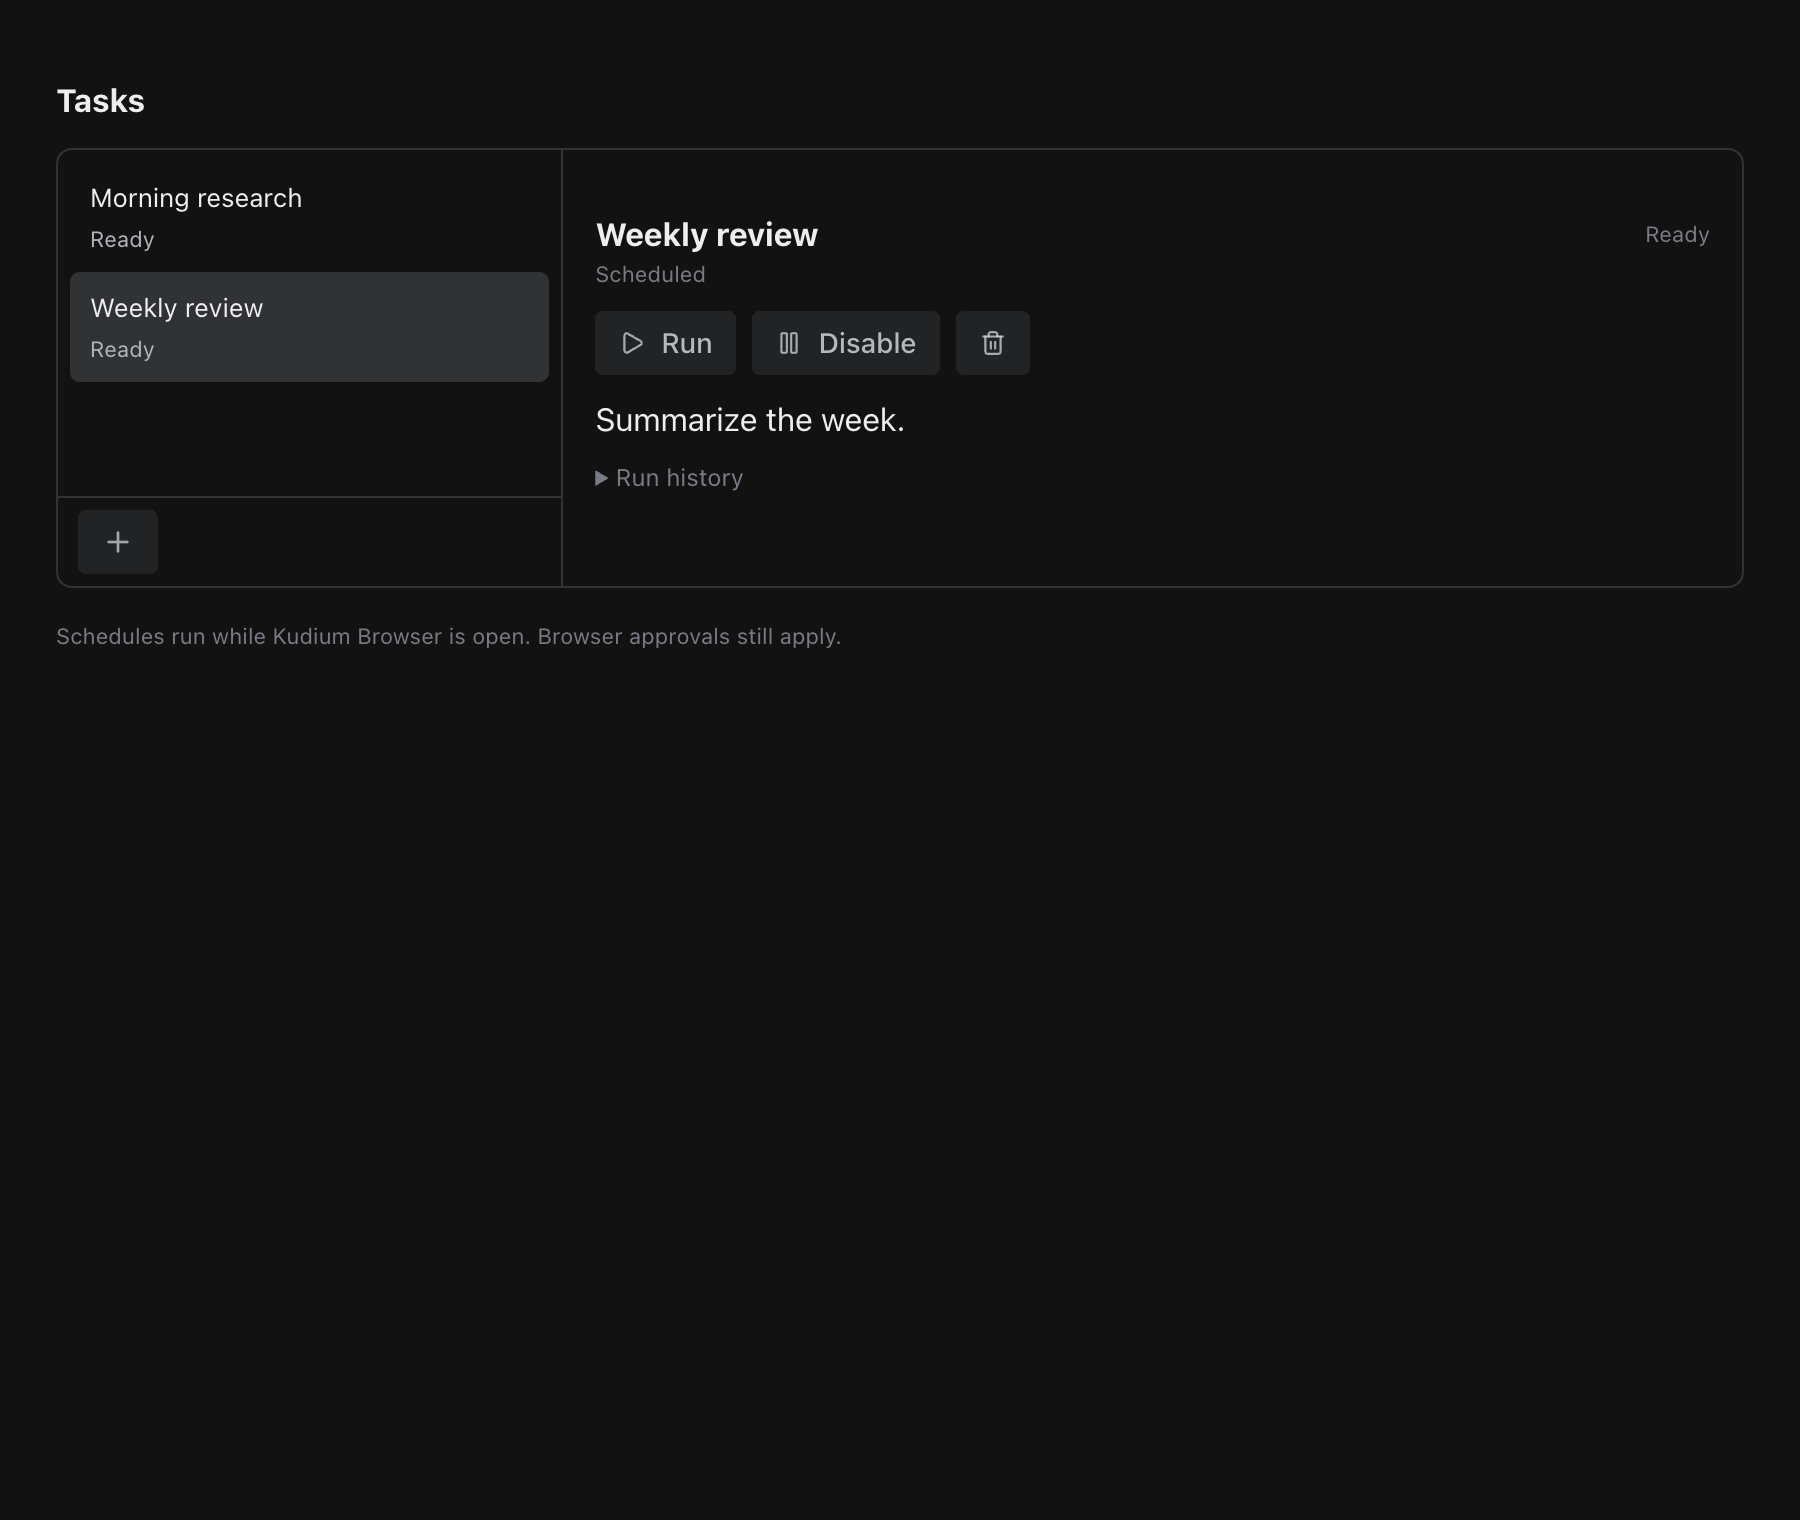 Tasks
Morning research
Ready
Weekly review
Ready
Weekly review
Ready
Scheduled
Run
Disable
Summarize the week.
Run history
Schedules run while Kudium Browser is open. Browser approvals still apply.